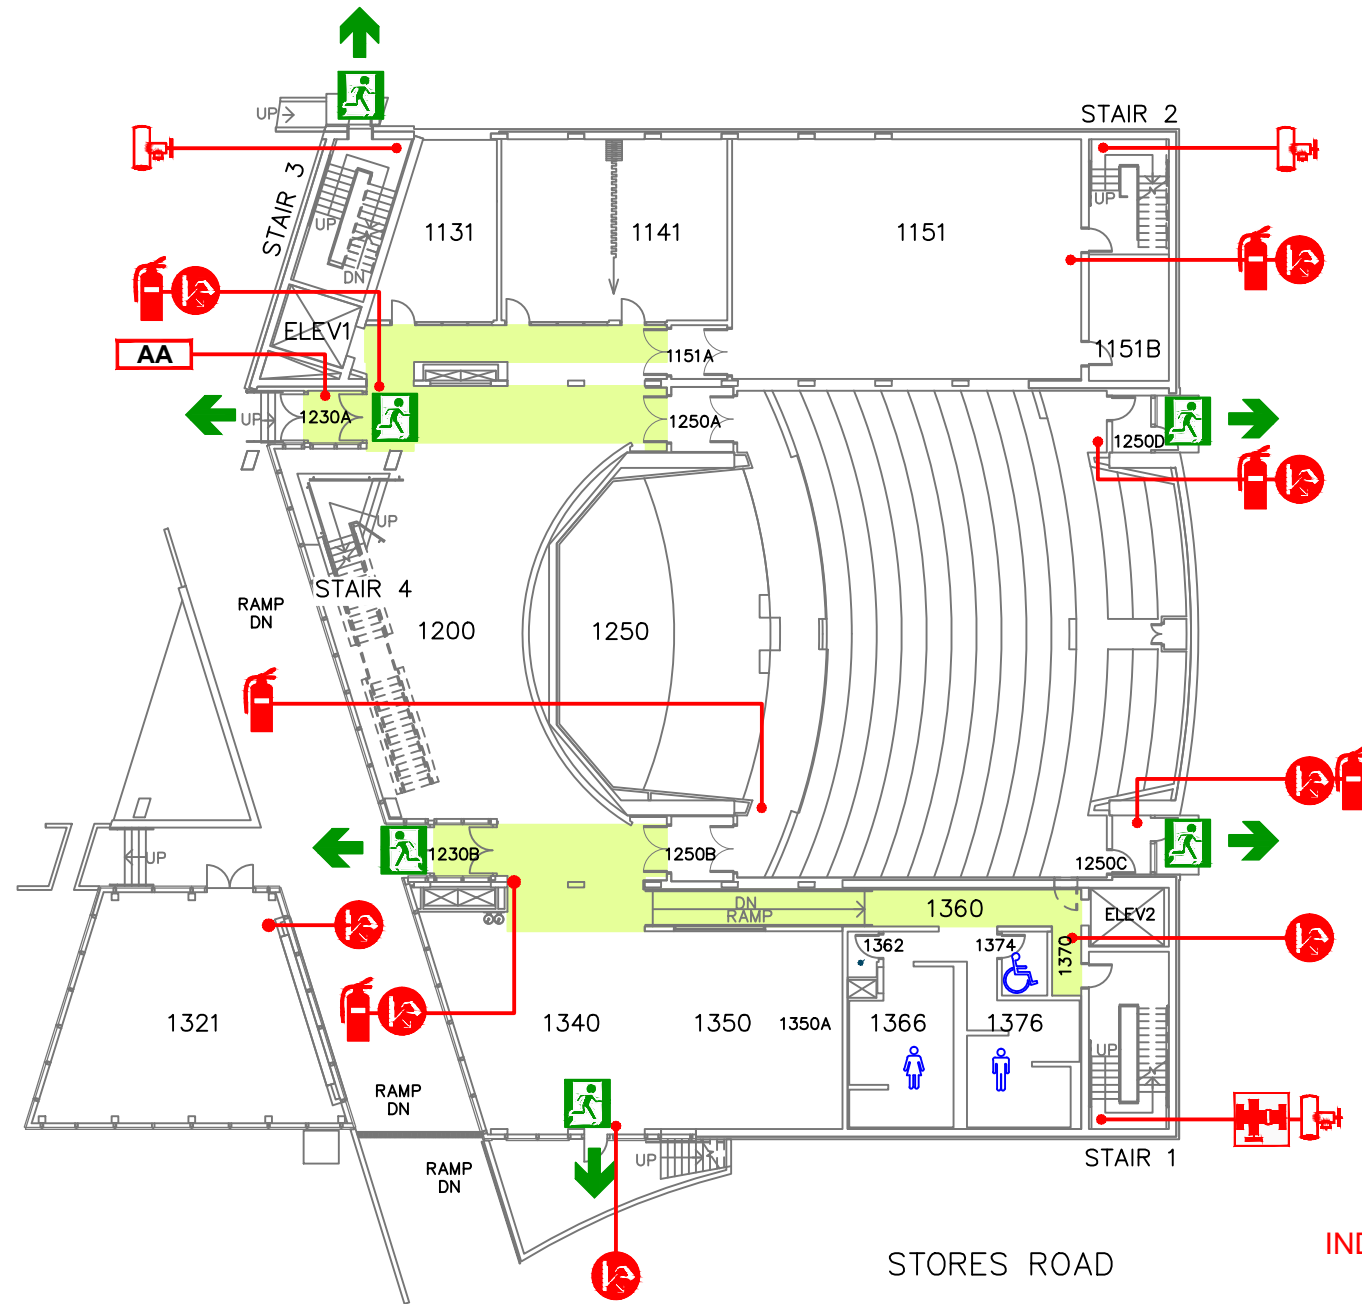 STAIR 2
UP
STAIR 3
UP
DN
UP
1131
1141
1151
ELEV1
1151A
1151B
AA
UP
1230A
1250A
1250D
UP
STAIR 4
RAMP
DN
1200
1250
UP
1230B
1250B
1250C
DN
RAMP
1360
ELEV2
1362
1374
1370
1321
1340
1350
1350A
1366
1376
UP
RAMP
DN
UP
STAIR 1
RAMP
DN
STORES ROAD
IND